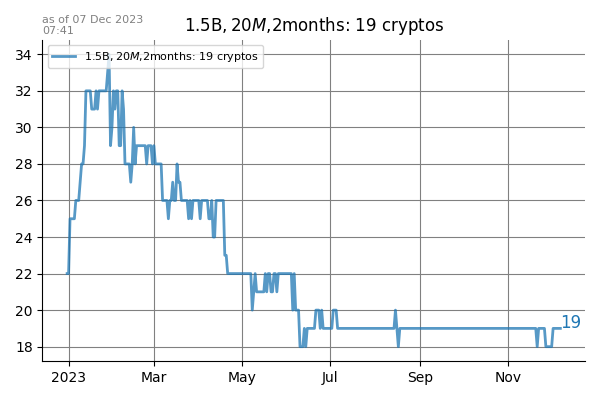 as of 07 Dec 2023
07:41
1.5B, 20M,2months: 19 cryptos
1.5B, 20M,2months: 19 cryptos
34
32
30
28
26
24
22
20
18
19
2023
Mar
May
Jul
Sep
Nov